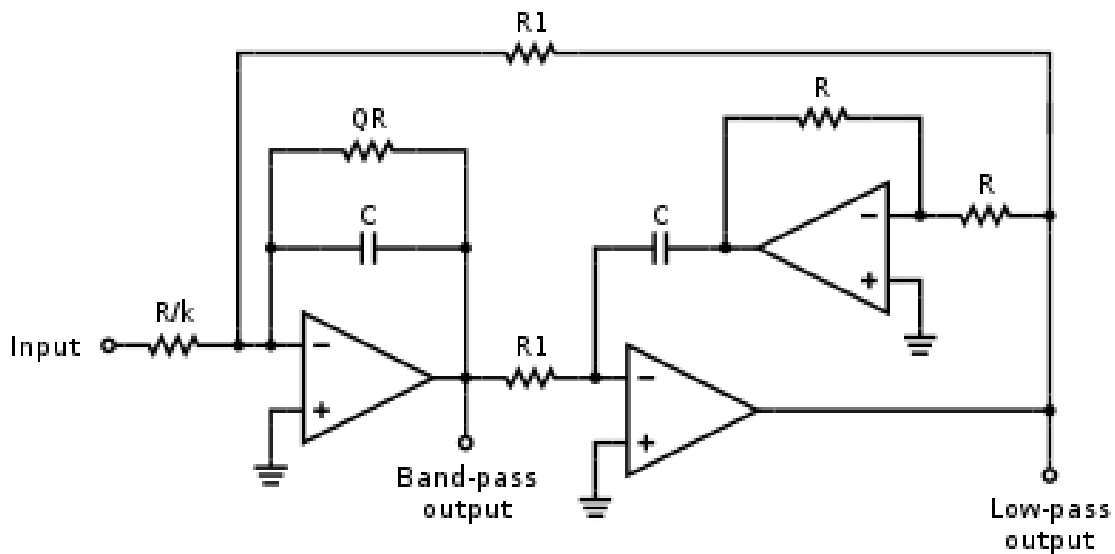 R1
R
QR
R
C
C
R/k
Input
R1
Band-pass
output
Low-pass
output
−
+
−
+
−
+